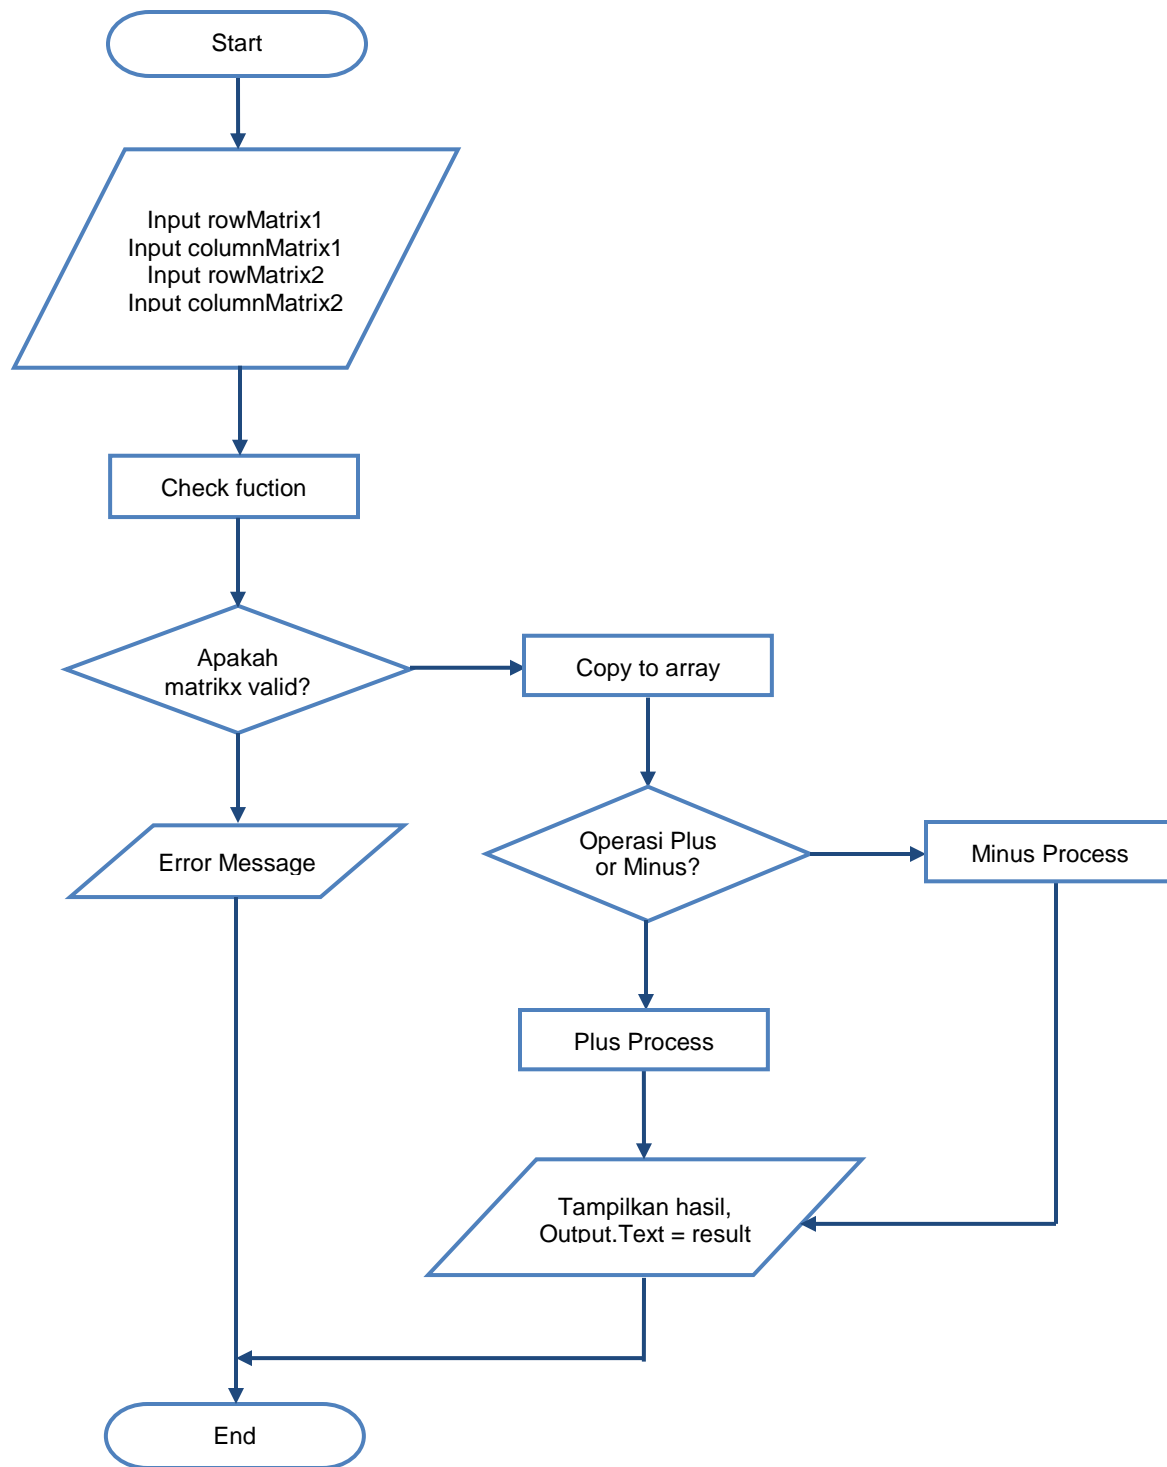 Start
Input rowMatrix1
Input columnMatrix1
Input rowMatrix2
Input columnMatrix2
Check fuction
Apakah
matrikx valid?
Copy to array
Error Message
Operasi Plus
or Minus?
Minus Process
Plus Process
Tampilkan hasil,
Output.Text = result
End